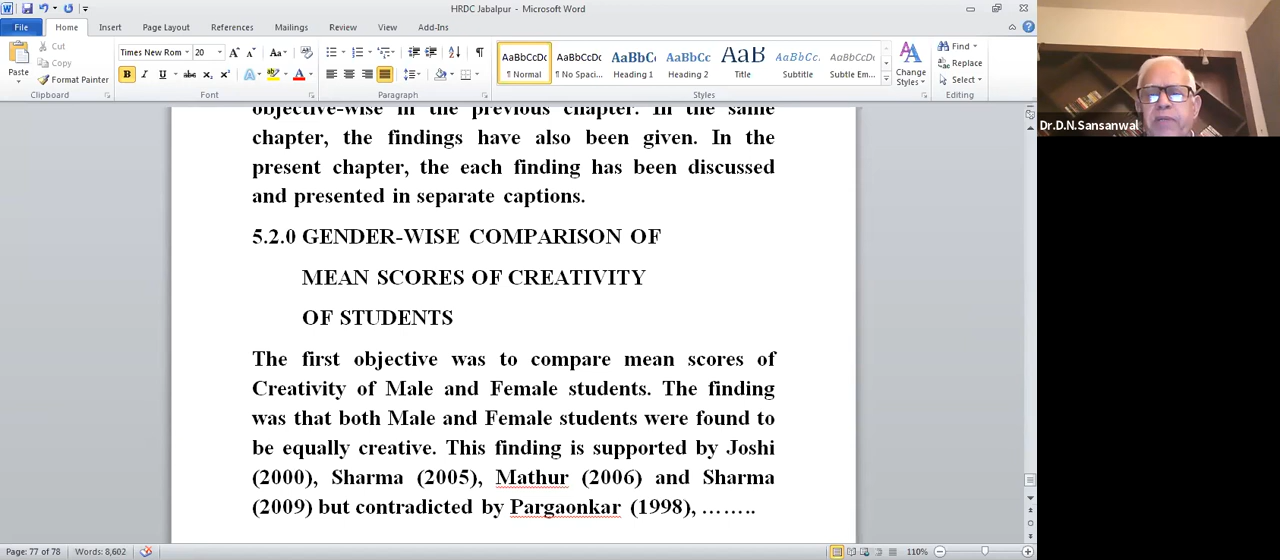 HRDC Jabalpur - Microsoft Word
File Home Insert Page Layout References Mailings Review View Add-Ins
Cut
Copy
Format Painter
Paste
Clipboard
Times New Rom 20
Font
Paragraph
AaBbCcDc AaBbCcDc AaBbCc AaBbCc AaB AaBbCc. AaBbCcDc
¶ Normal ¶ No Spaci... Heading 1 Heading 2 Title Subtitle Subtle Em...
Change
Styles
Styles
Find
Replace
Select
Editing
Dr.D.N.Sansanwal
objective-wise in the previous chapter. In the same
chapter, the findings have also been given. In the
present chapter, the each finding has been discussed
and presented in separate captions.
5.2.0 GENDER-WISE COMPARISON OF
MEAN SCORES OF CREATIVITY
OF STUDENTS
The first objective was to compare mean scores of
Creativity of Male and Female students. The finding
was that both Male and Female students were found to
be equally creative. This finding is supported by Joshi
(2000), Sharma (2005), Mathur (2006) and Sharma
(2009) but contradicted by Pargaonkar (1998), ……..
Page: 77 of 78 Words: 8,602 110%